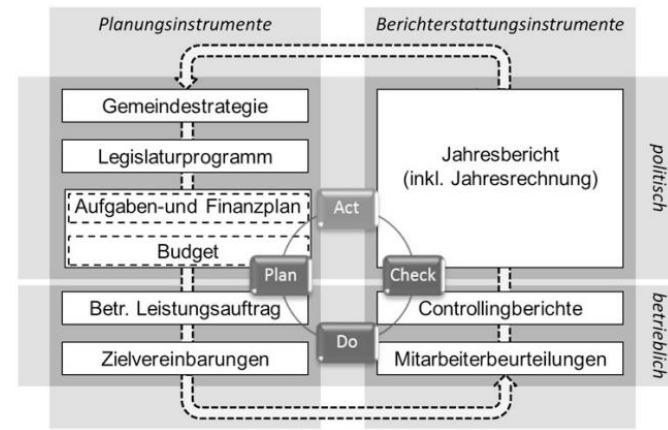 Planungsinstrumente
Berichterstattungsinstrumente
Gemeindestrategie
Legislaturprogramm
Aufgaben-und Finanzplan
Budget
Betr. Leistungsauftrag
Zielvereinbarungen
Act
Plan
Check
Do
Jahresbericht
(inkl. Jahresrechnung)
Controllingberichte
Mitarbeiterbeurteilungen
politisch
betrieblich